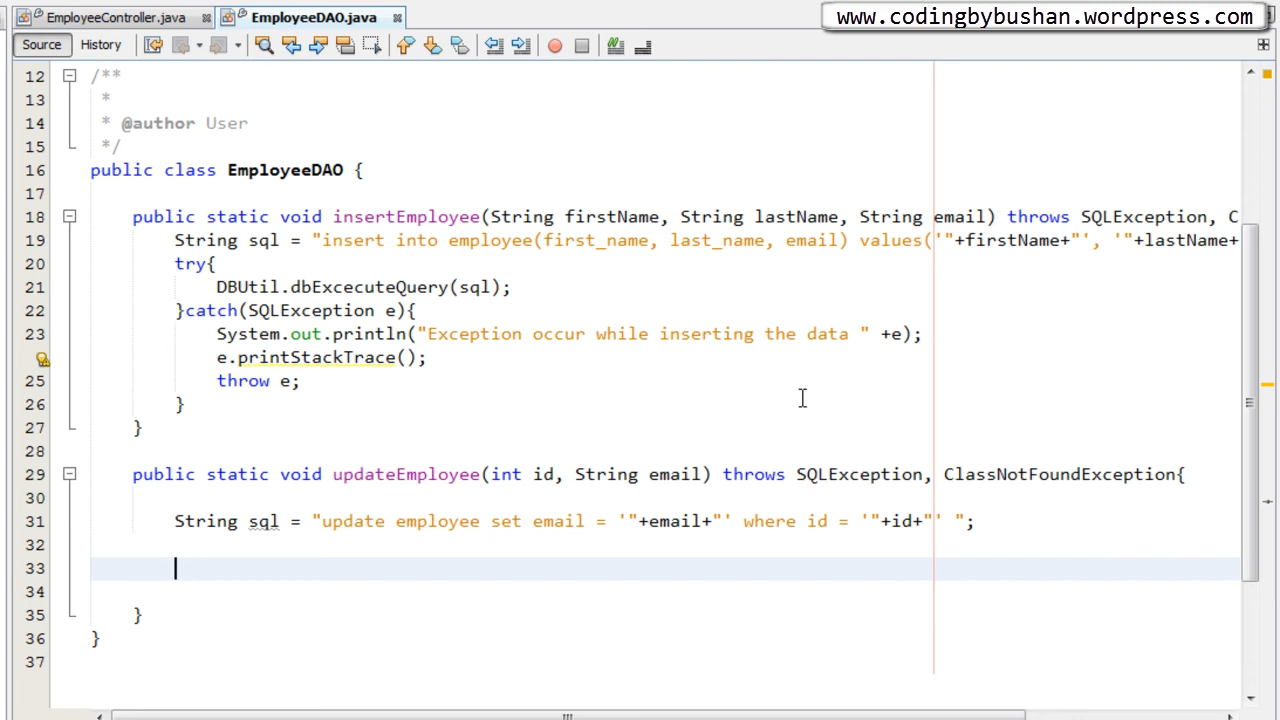 EmployeeController.java EmployeeDAO.java
www.codingbybushan.wordpress.com
Source History
12 /**
13 *
14 * @author User
15 */
16 public class EmployeeDAO {
17
18 public static void insertEmployee(String firstName, String lastName, String email) throws SQLException, C
19 String sql = "insert into employee(first_name, last_name, email) values('"+firstName+"', '"+lastName+
20 try{
21 DBUtil.dbExcecuteQuery(sql);
22 }catch(SQLException e){
23 System.out.println("Exception occur while inserting the data " +e);
e.printStackTrace();
25 throw e;
26 }
27 }
28
29 public static void updateEmployee(int id, String email) throws SQLException, ClassNotFoundException{
30
31 String sql = "update employee set email = '"+email+"' where id = '"+id+"' ";
32
33
34
35 }
36 }
37